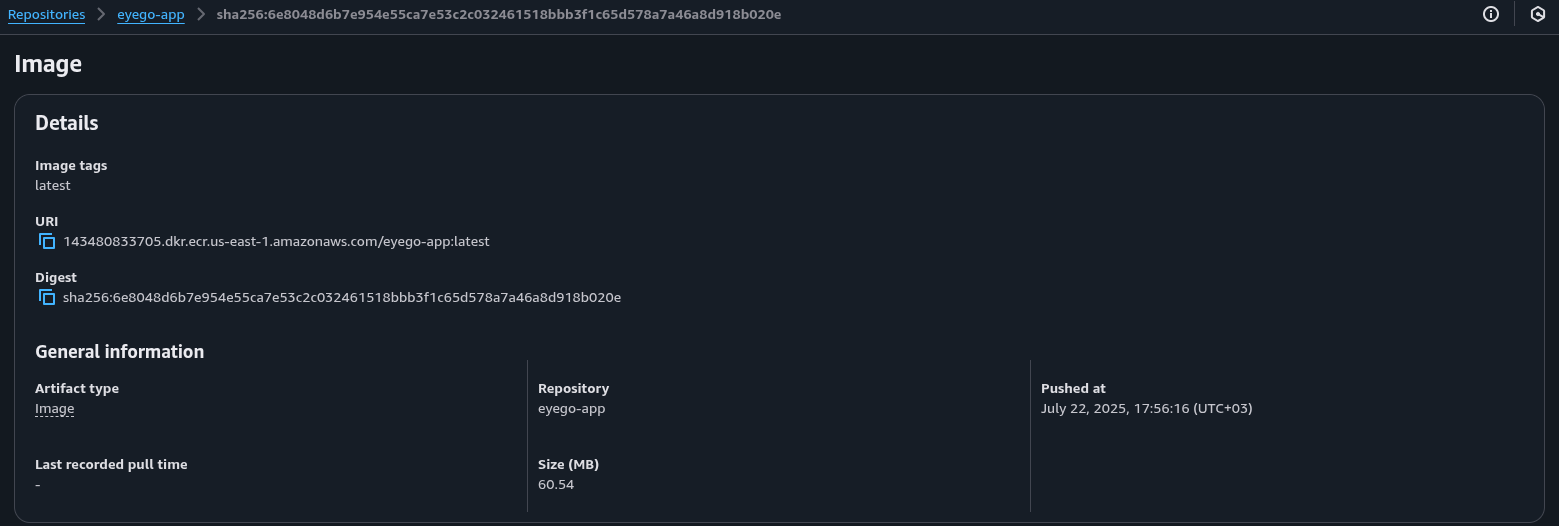 Repositories > eyego-app > sha256:6e8048d6b7e954e55ca7e53c2c032461518bbb3f1c65d578a7a46a8d918b020e
Image
Details
Image tags
latest
URI
143480833705.dkr.ecr.us-east-1.amazonaws.com/eyego-app:latest
Digest
sha256:6e8048d6b7e954e55ca7e53c2c032461518bbb3f1c65d578a7a46a8d918b020e
General information
Artifact type
Image
Repository
eyego-app
Pushed at
July 22, 2025, 17:56:16 (UTC+03)
Last recorded pull time
-
Size (MB)
60.54